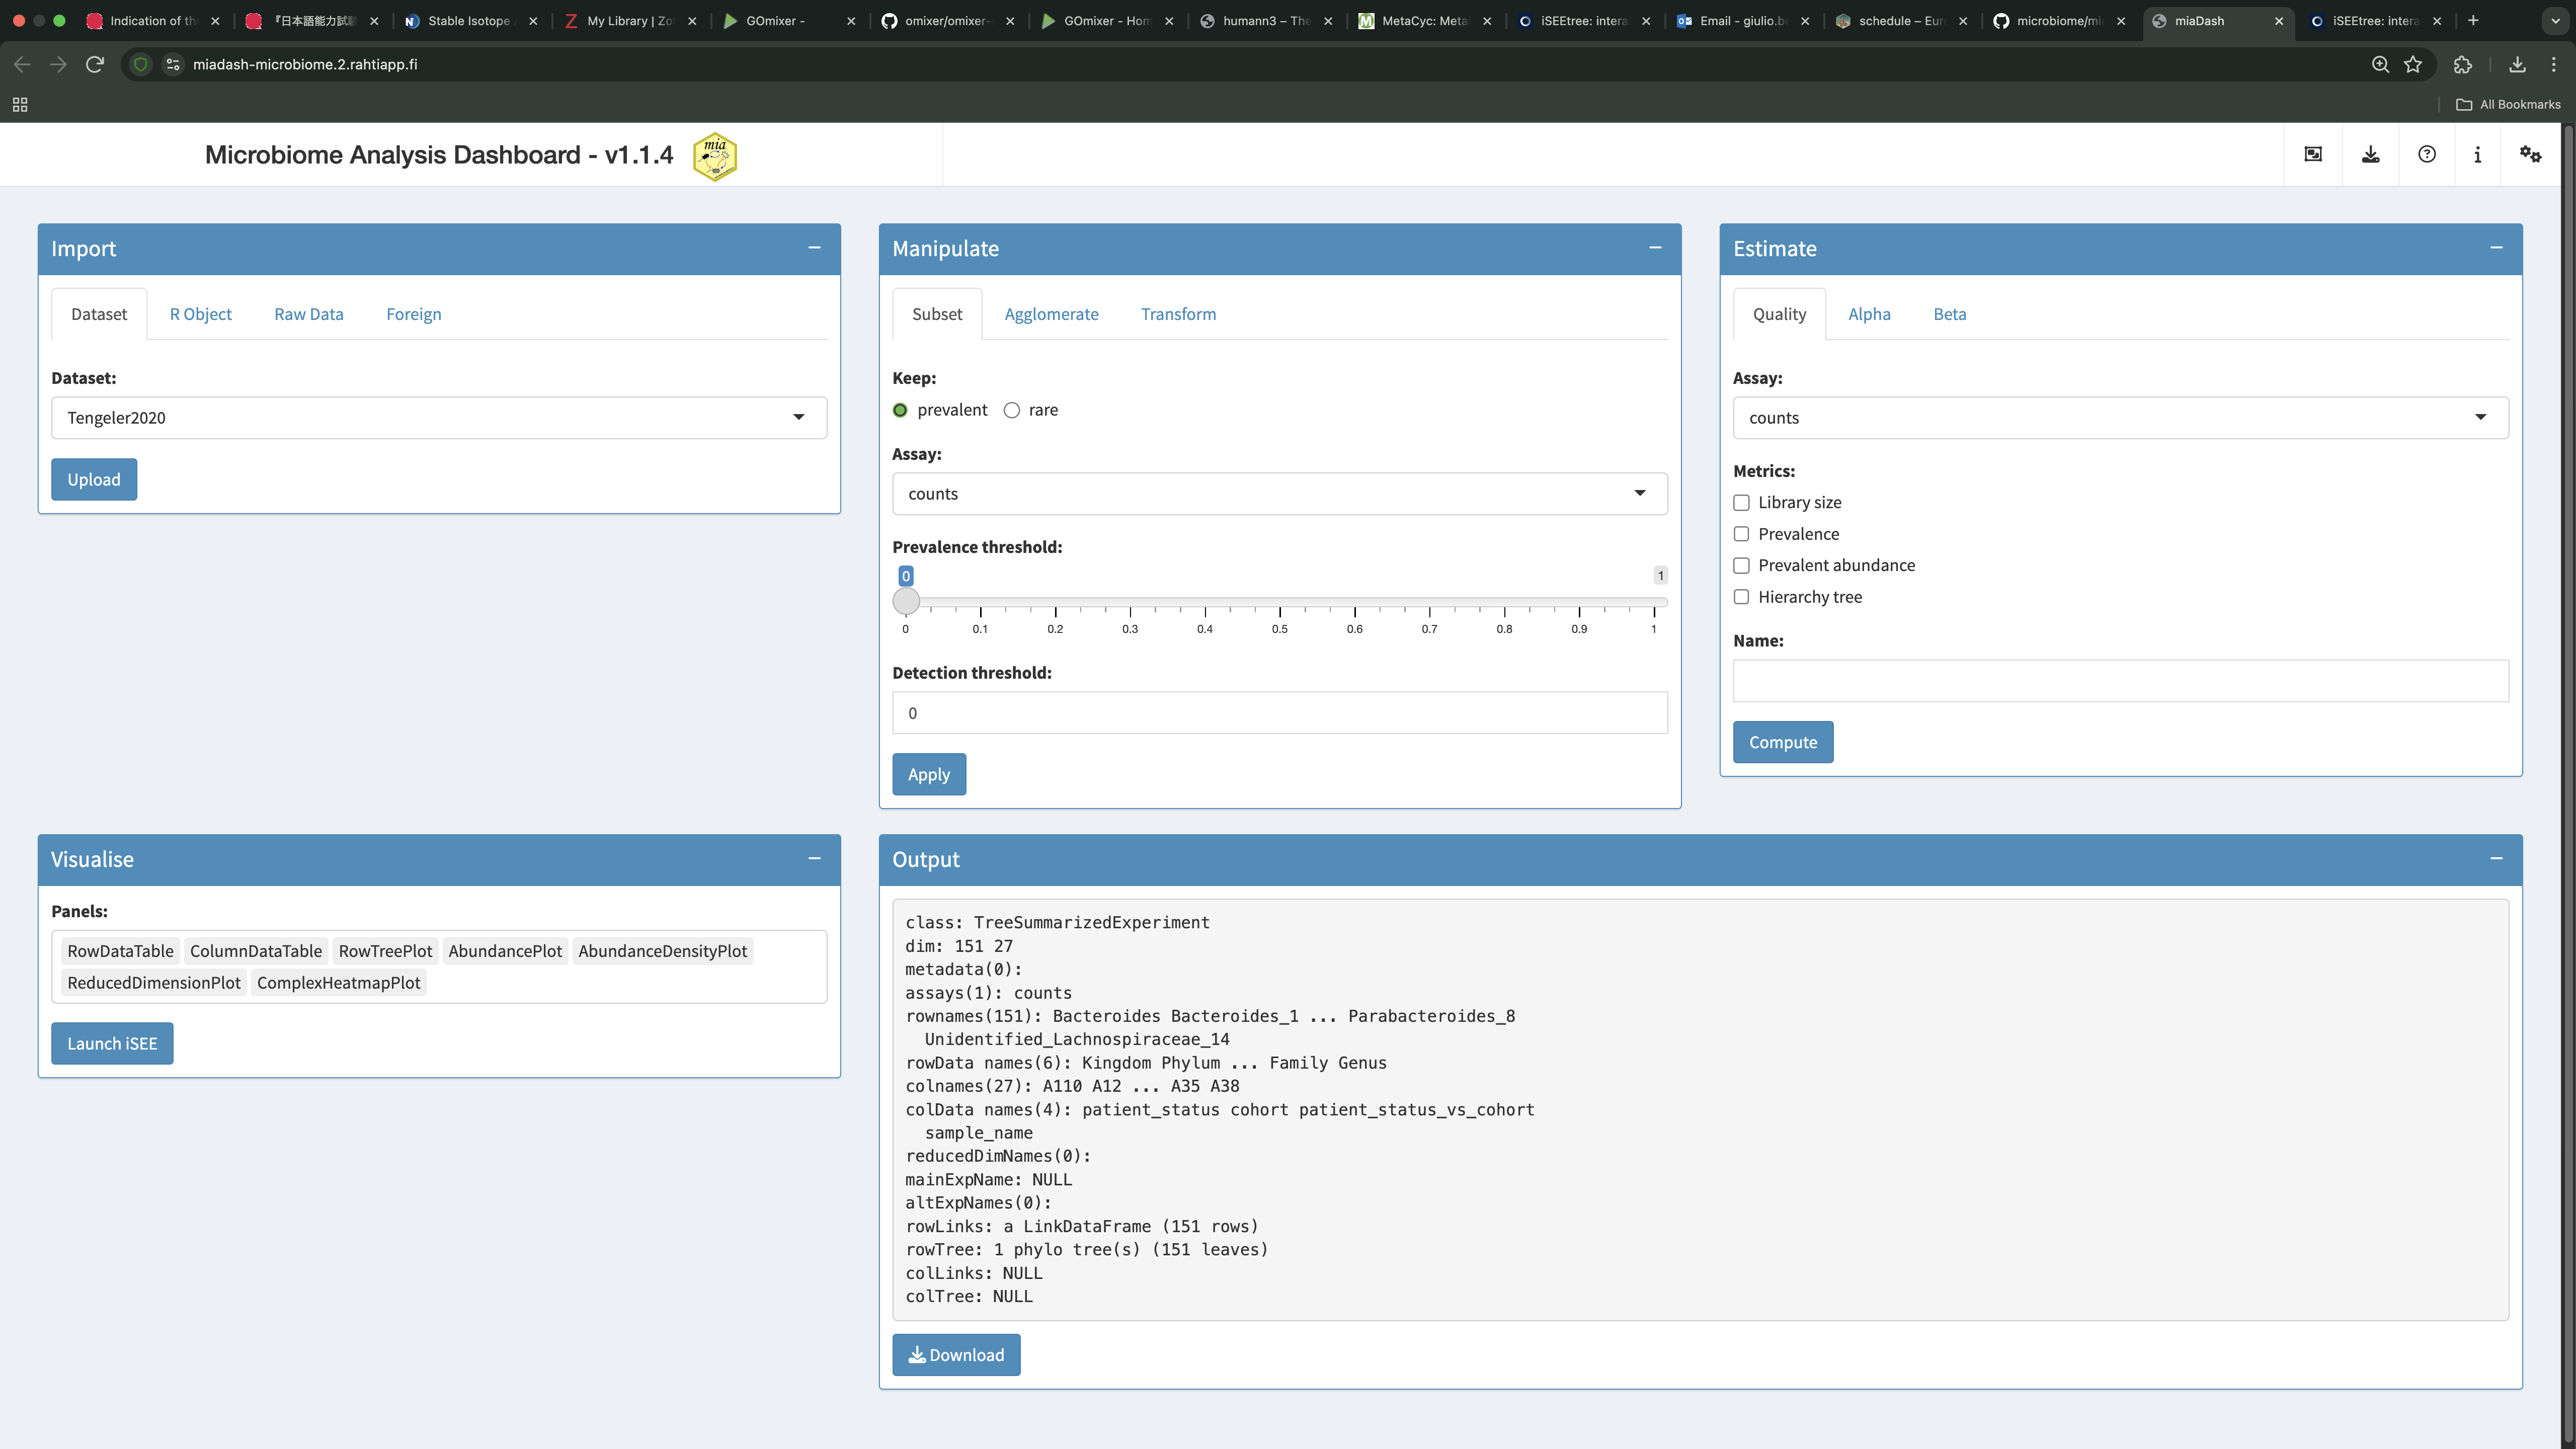 Indication of th
『日本語能力試験
Stable Isotope
My Library | Zo
GOmixer -
omixer/omixer-
GOmixer - Hom
humann3 – The
MetaCyc: Meta
iSEEtree: intera
Email - giulio.b
schedule – Eur
microbiome/mi
miaDash
iSEEtree: intera
miadash-microbiome.2.rahtiapp.fi
All Bookmarks
Microbiome Analysis Dashboard - v1.1.4
mia
Import
Dataset
R Object
Raw Data
Foreign
Dataset:
Tengeler2020
Upload
Manipulate
Subset
Agglomerate
Transform
Keep:
prevalent
rare
Assay:
counts
Prevalence threshold:
0
1
0 0.1 0.2 0.3 0.4 0.5 0.6 0.7 0.8 0.9 1
Detection threshold:
0
Apply
Estimate
Quality
Alpha
Beta
Assay:
counts
Metrics:
Library size
Prevalence
Prevalent abundance
Hierarchy tree
Name:
Compute
Visualise
Panels:
RowDataTable ColumnDataTable RowTreePlot AbundancePlot AbundanceDensityPlot
ReducedDimensionPlot ComplexHeatmapPlot
Launch iSEE
Output
class: TreeSummarizedExperiment
dim: 151 27
metadata(0):
assays(1): counts
rownames(151): Bacteroides Bacteroides_1 ... Parabacteroides_8
Unidentified_Lachnospiraceae_14
rowData names(6): Kingdom Phylum ... Family Genus
colnames(27): A110 A12 ... A35 A38
colData names(4): patient_status cohort patient_status_vs_cohort
sample_name
reducedDimNames(0):
mainExpName: NULL
altExpNames(0):
rowLinks: a LinkDataFrame (151 rows)
rowTree: 1 phylo tree(s) (151 leaves)
colLinks: NULL
colTree: NULL
Download